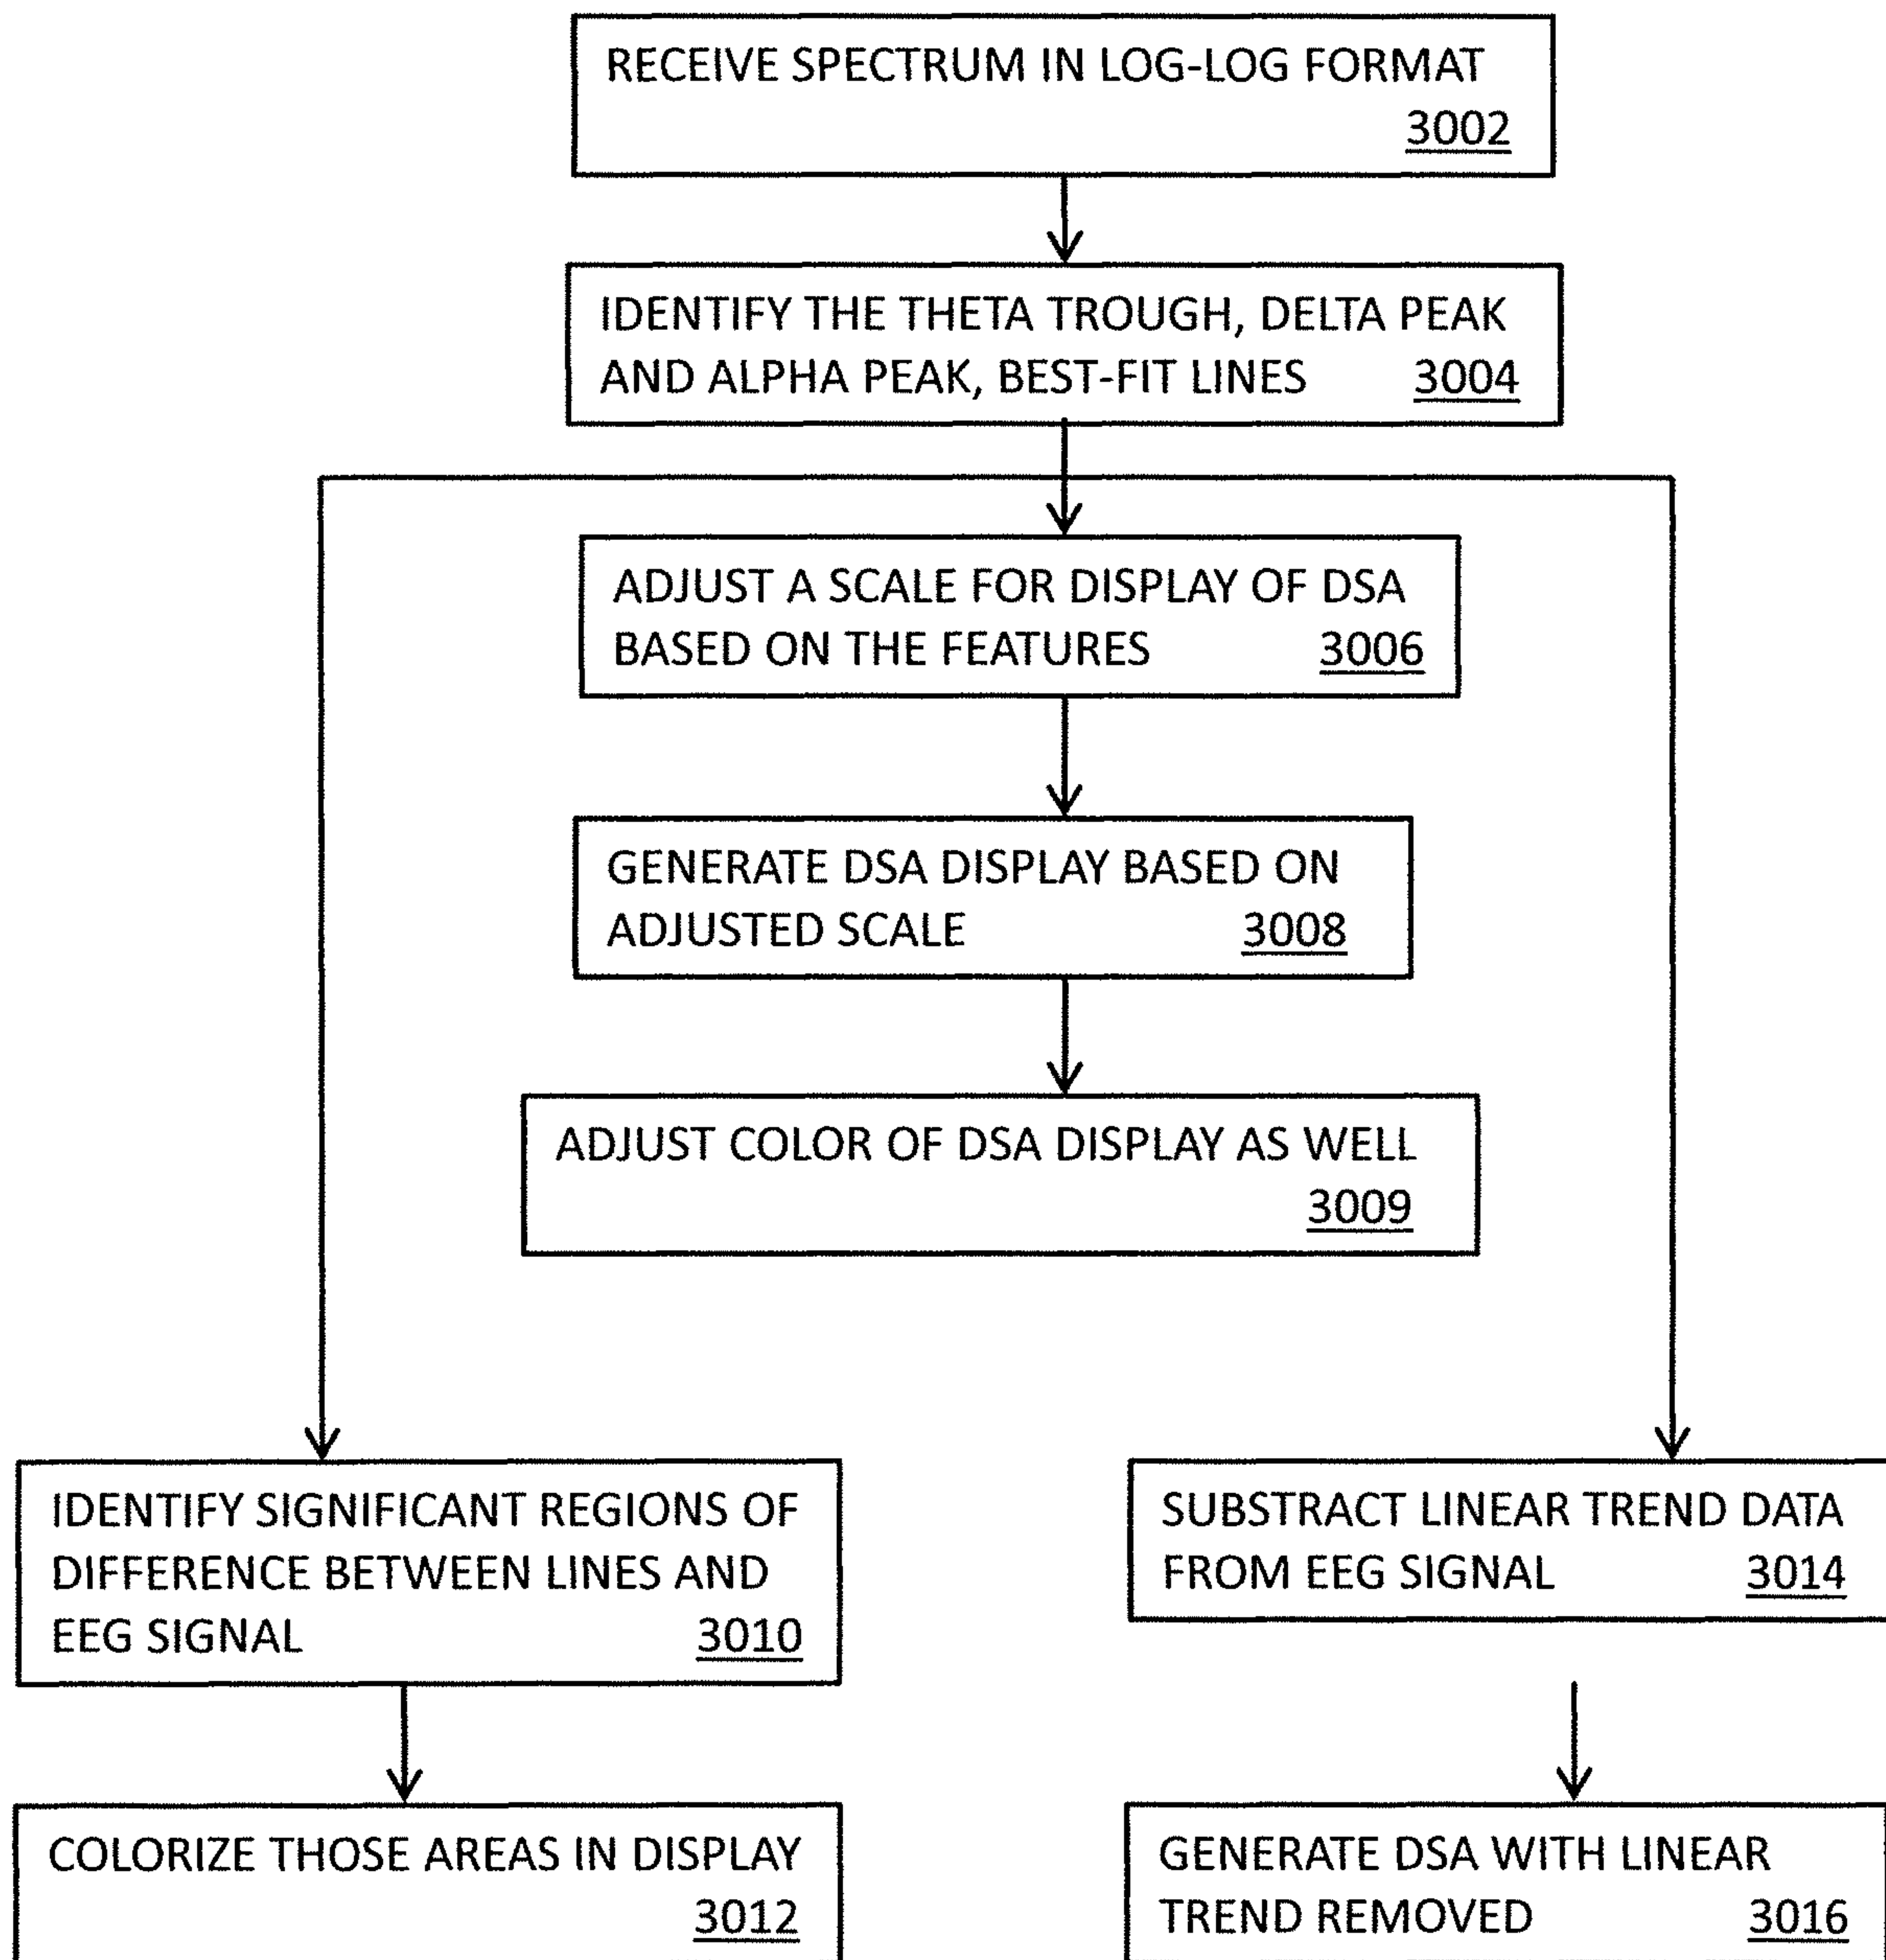 RECEIVE SPECTRUM IN LOG-LOG FORMAT
3002
IDENTIFY THE THETA TROUGH, DELTA PEAK
AND ALPHA PEAK, BEST-FIT LINES 3004
ADJUST A SCALE FOR DISPLAY OF DSA
BASED ON THE FEATURES 3006
GENERATE DSA DISPLAY BASED ON
ADJUSTED SCALE 3008
ADJUST COLOR OF DSA DISPLAY AS WELL
3009
IDENTIFY SIGNIFICANT REGIONS OF
DIFFERENCE BETWEEN LINES AND
EEG SIGNAL 3010
COLORIZE THOSE AREAS IN DISPLAY
3012
SUBSTRACT LINEAR TREND DATA
FROM EEG SIGNAL 3014
GENERATE DSA WITH LINEAR
TREND REMOVED 3016